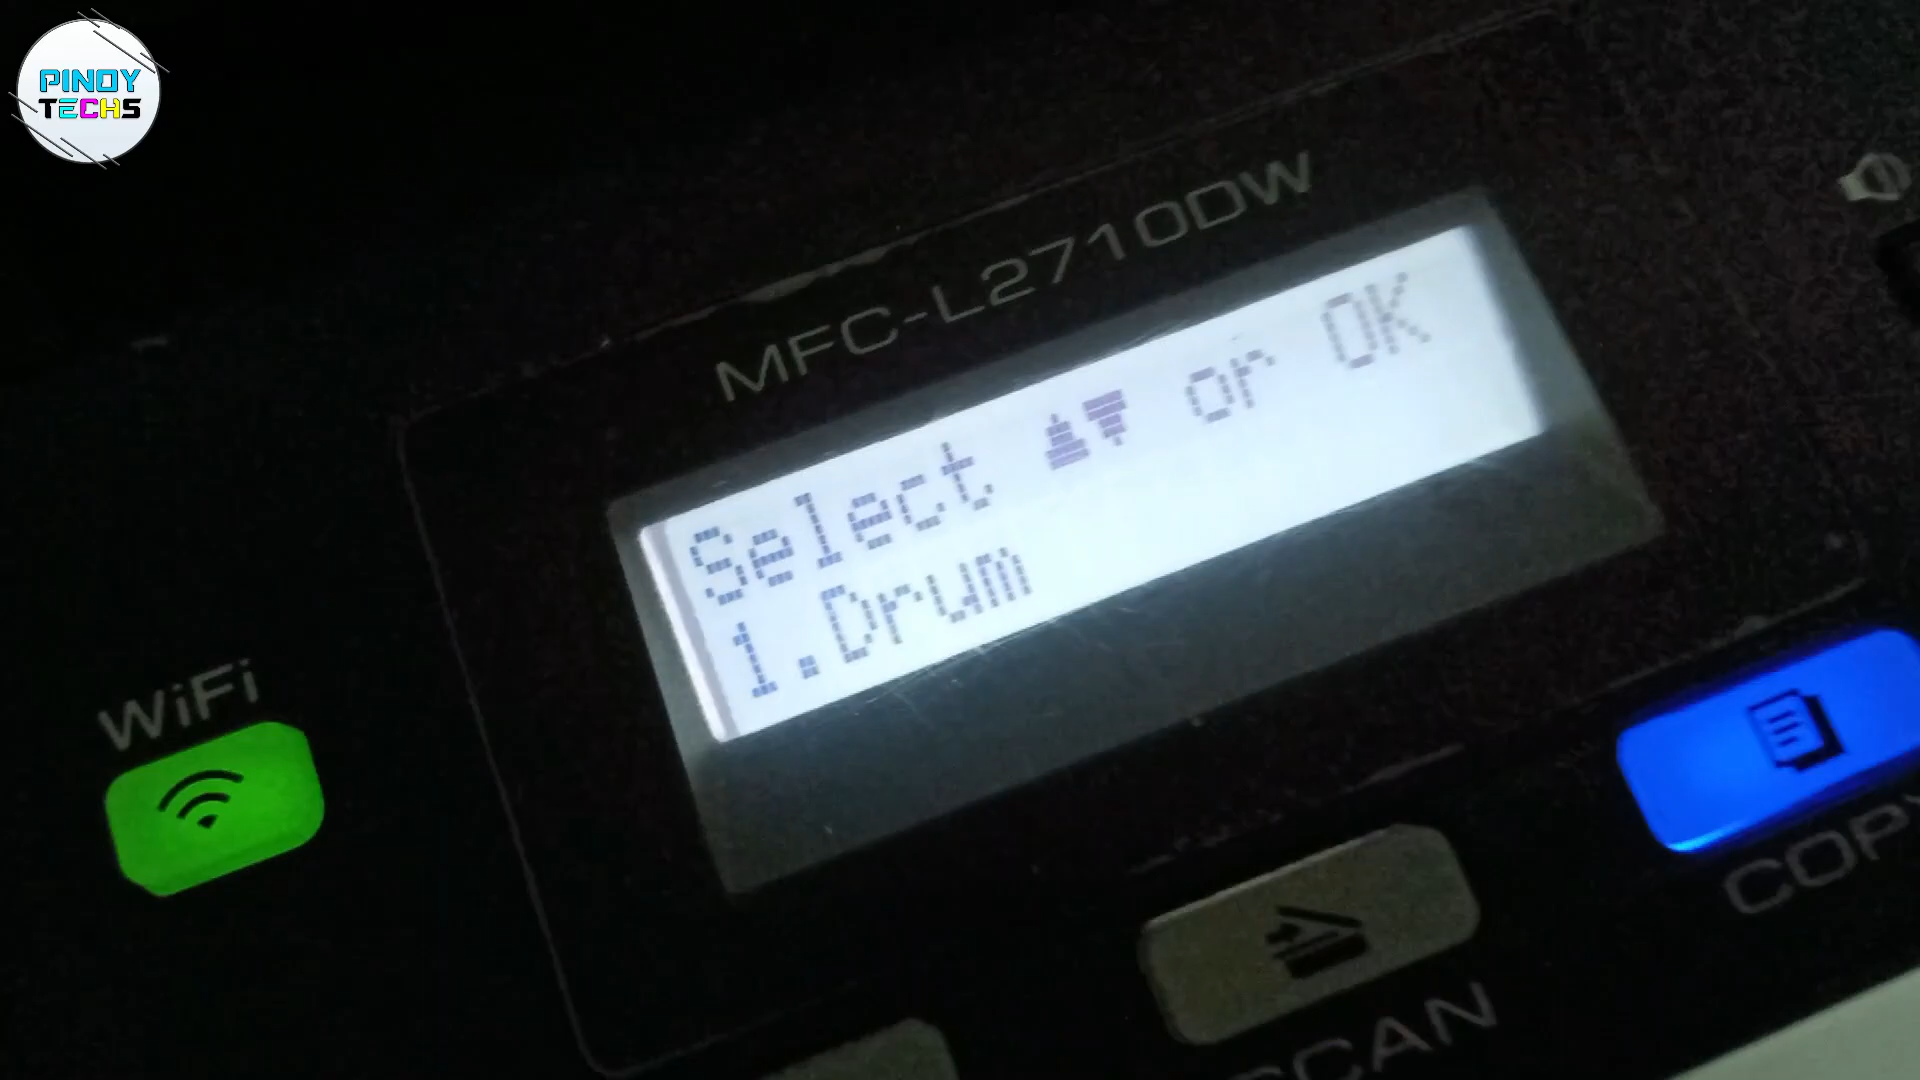 PINOY
TECHS
MFC-L2710DW
Select ▲▼ or OK
1.Drum
WiFi
COPY
SCAN